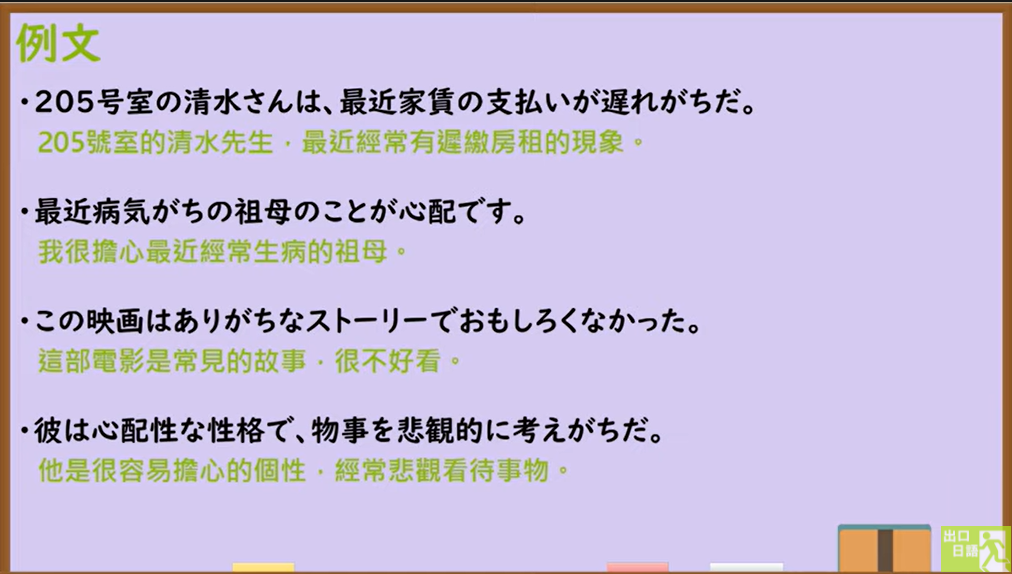 例文
・205号室の清水さんは、最近家賃の支払いが遅れがちだ。
205號室的清水先生，最近經常有遲繳房租的現象。
・最近病気がちの祖母のことが心配です。
我很擔心最近經常生病的祖母。
・この映画はありがちなストーリーでおもしろくなかった。
這部電影是常見的故事，很不好看。
・彼は心配性な性格で、物事を悲観的に考えがちだ。
他是很容易擔心的個性，經常悲觀看待事物。
出口
日語